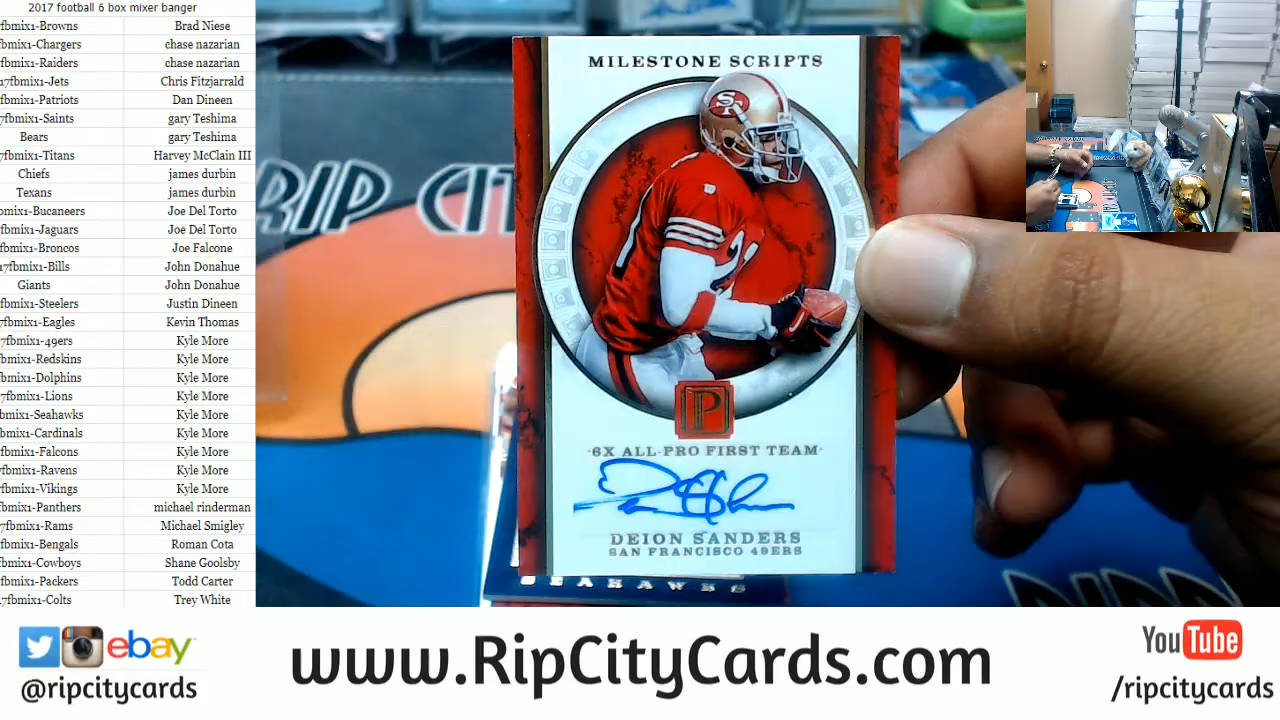 2017 football 6 box mixer banger
fbmix1-Browns Brad Niese
fbmix1-Chargers chase nazarian
fbmix1-Raiders chase nazarian
17fbmix1-Jets Chris Fitzjarrald
fbmix1-Patriots Dan Dineen
7fbmix1-Saints gary Teshima
Bears gary Teshima
7fbmix1-Titans Harvey McClain III
Chiefs james durbin
Texans james durbin
bmix1-Bucaneers Joe Del Torto
bmix1-Jaguars Joe Del Torto
fbmix1-Broncos Joe Falcone
17fbmix1-Bills John Donahue
Giants John Donahue
fbmix1-Steelers Justin Dineen
7fbmix1-Eagles Kevin Thomas
7fbmix1-49ers Kyle More
fbmix1-Redskins Kyle More
fbmix1-Dolphins Kyle More
7fbmix1-Lions Kyle More
bmix1-Seahawks Kyle More
bmix1-Cardinals Kyle More
fbmix1-Falcons Kyle More
fbmix1-Ravens Kyle More
fbmix1-Vikings Kyle More
fbmix1-Panthers michael rinderman
7fbmix1-Rams Michael Smigley
fbmix1-Bengals Roman Cota
fbmix1-Cowboys Shane Goolsby
fbmix1-Packers Todd Carter
7fbmix1-Colts Trey White
RIP CIT
MILESTONE SCRIPTS
SF
21
P
6X ALL-PRO FIRST TEAM
DEION SANDERS
SAN FRANCISCO 49ERS
SEAHAWKS
ebay
@ripcitycards
www.RipCityCards.com
YouTube
/ripcitycards